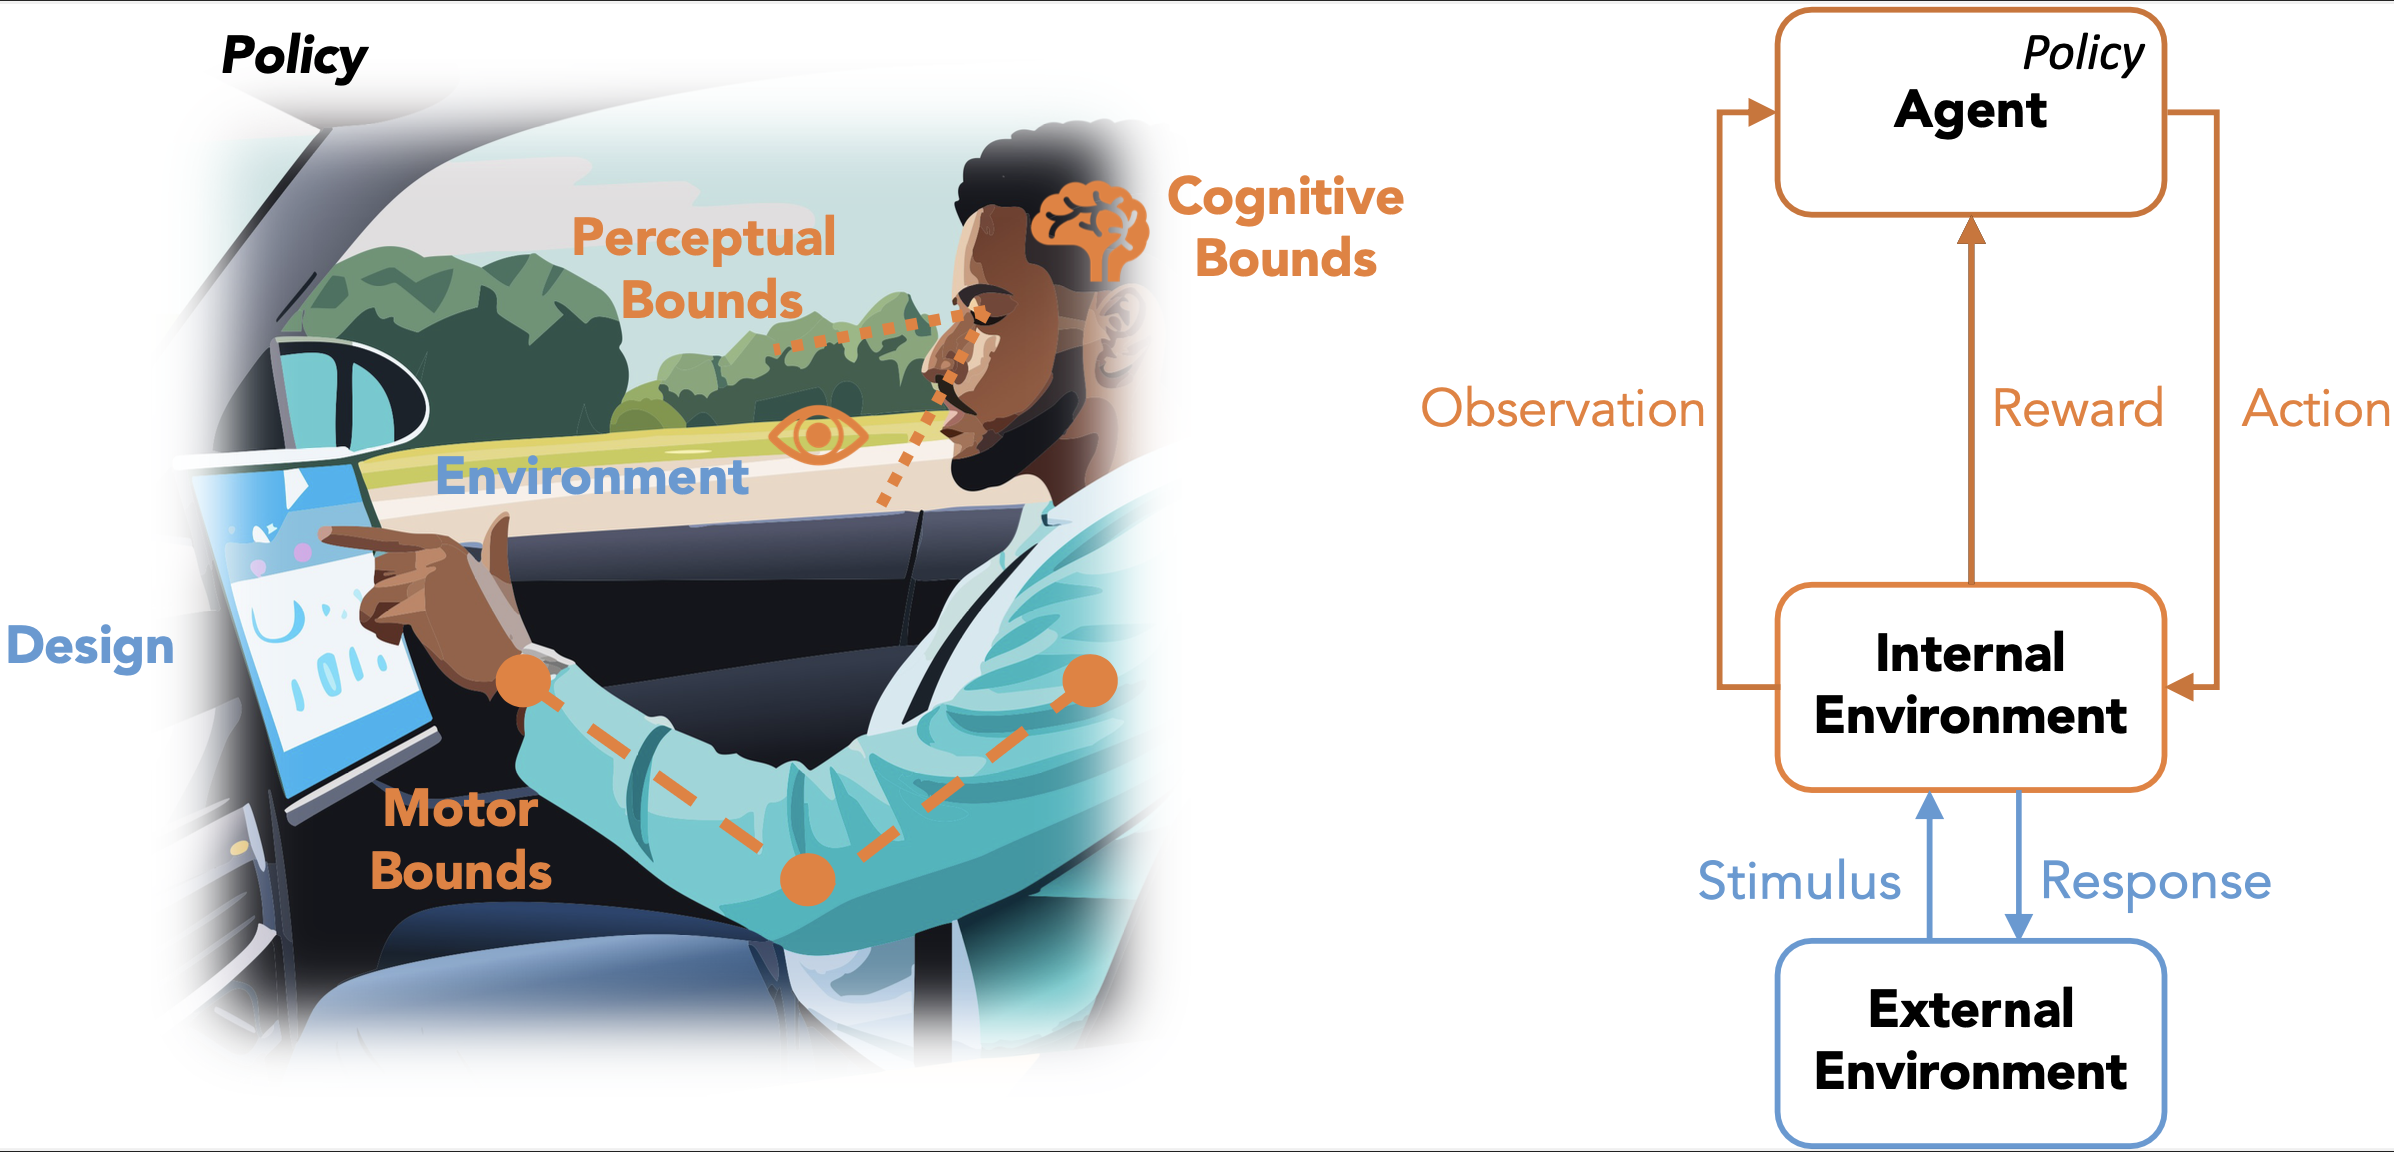 Policy
Perceptual
Bounds
Cognitive
Bounds
Environment
Design
Motor
Bounds
Policy
Agent
Observation
Reward
Action
Internal
Environment
Stimulus
Response
External
Environment